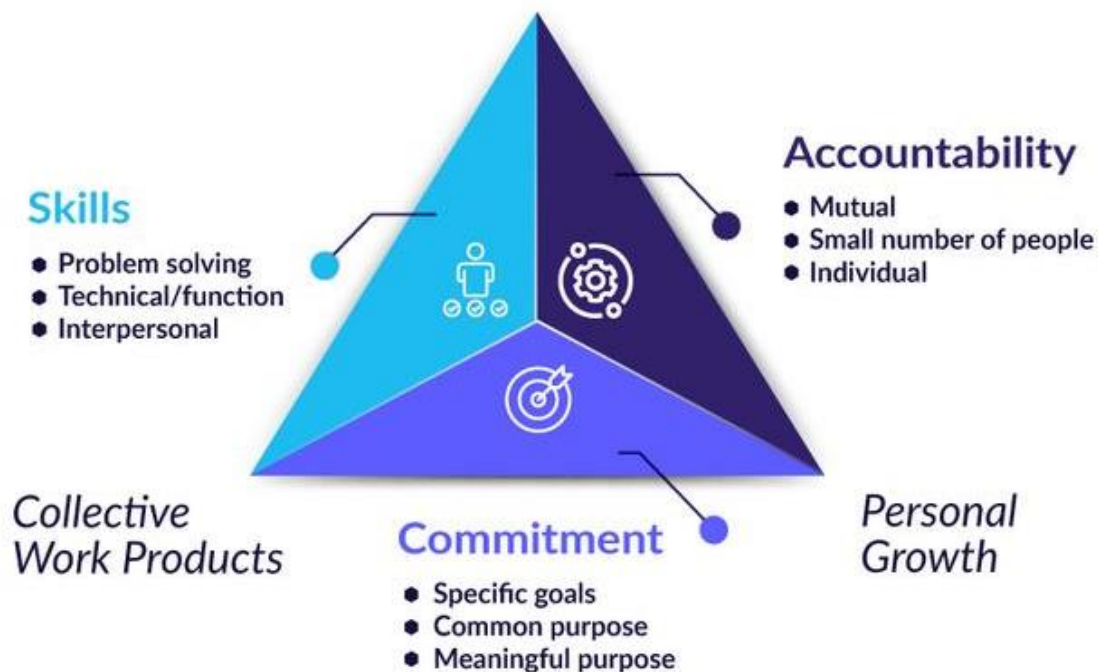 Skills
Problem solving
Technical/function
Interpersonal
Accountability
Mutual
Small number of people
Individual
Collective
Work Products
Commitment
Specific goals
Common purpose
Meaningful purpose
Personal
Growth